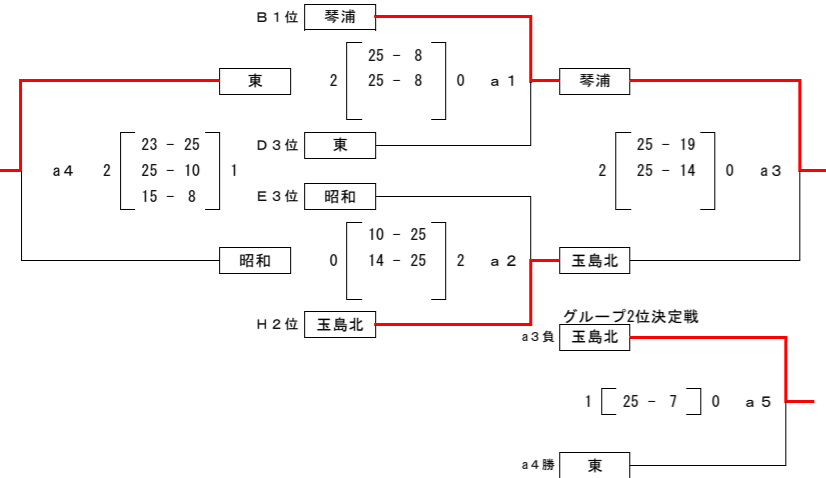 B1位 琴浦
2 25 - 8 0 a1
25 - 8
東
琴浦
D3位 東
a4 2 23 - 25 1
25 - 10
15 - 8
2 25 - 19 0 a3
25 - 14
E3位 昭和
0 10 - 25 2 a2
14 - 25
昭和
玉島北
H2位 玉島北
グループ2位決定戦
a3負 玉島北
1 25 - 7 0 a5
a4勝 東